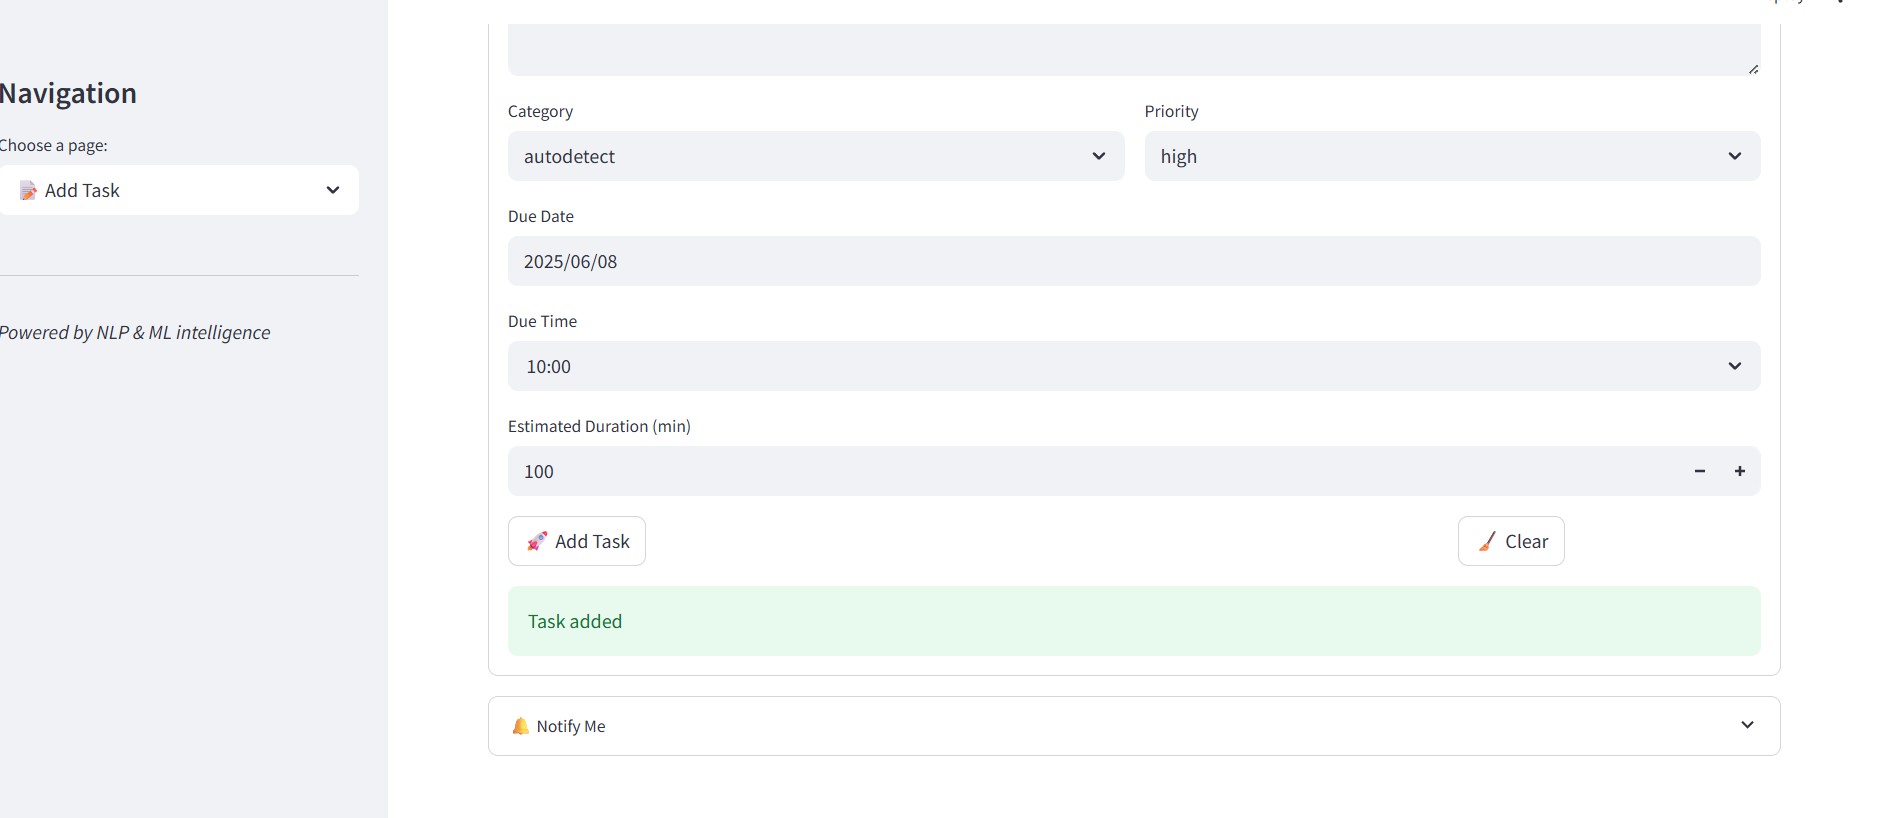 Navigation
Choose a page:
📝 Add Task
Powered by NLP & ML intelligence
Category
Priority
autodetect
high
Due Date
2025/06/08
Due Time
10:00
Estimated Duration (min)
100
🚀 Add Task
🧹 Clear
Task added
🔔 Notify Me